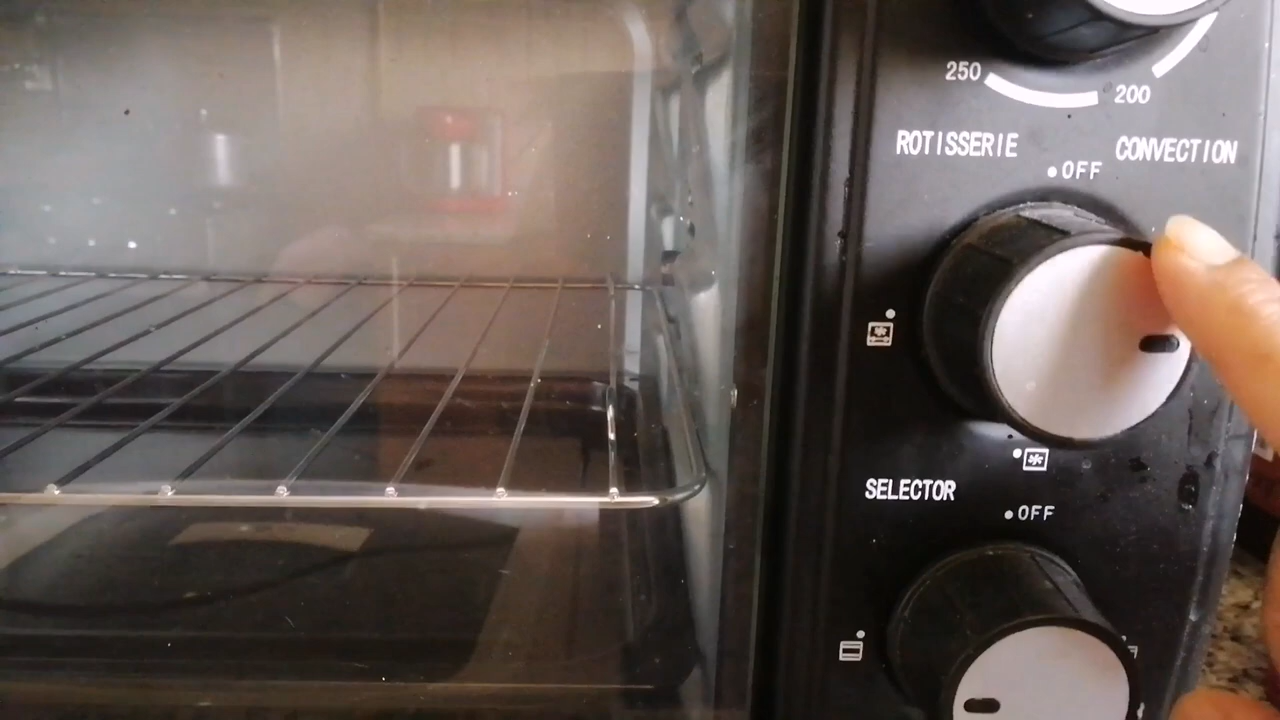 250
200
ROTISSERIE CONVECTION
OFF
SELECTOR
OFF